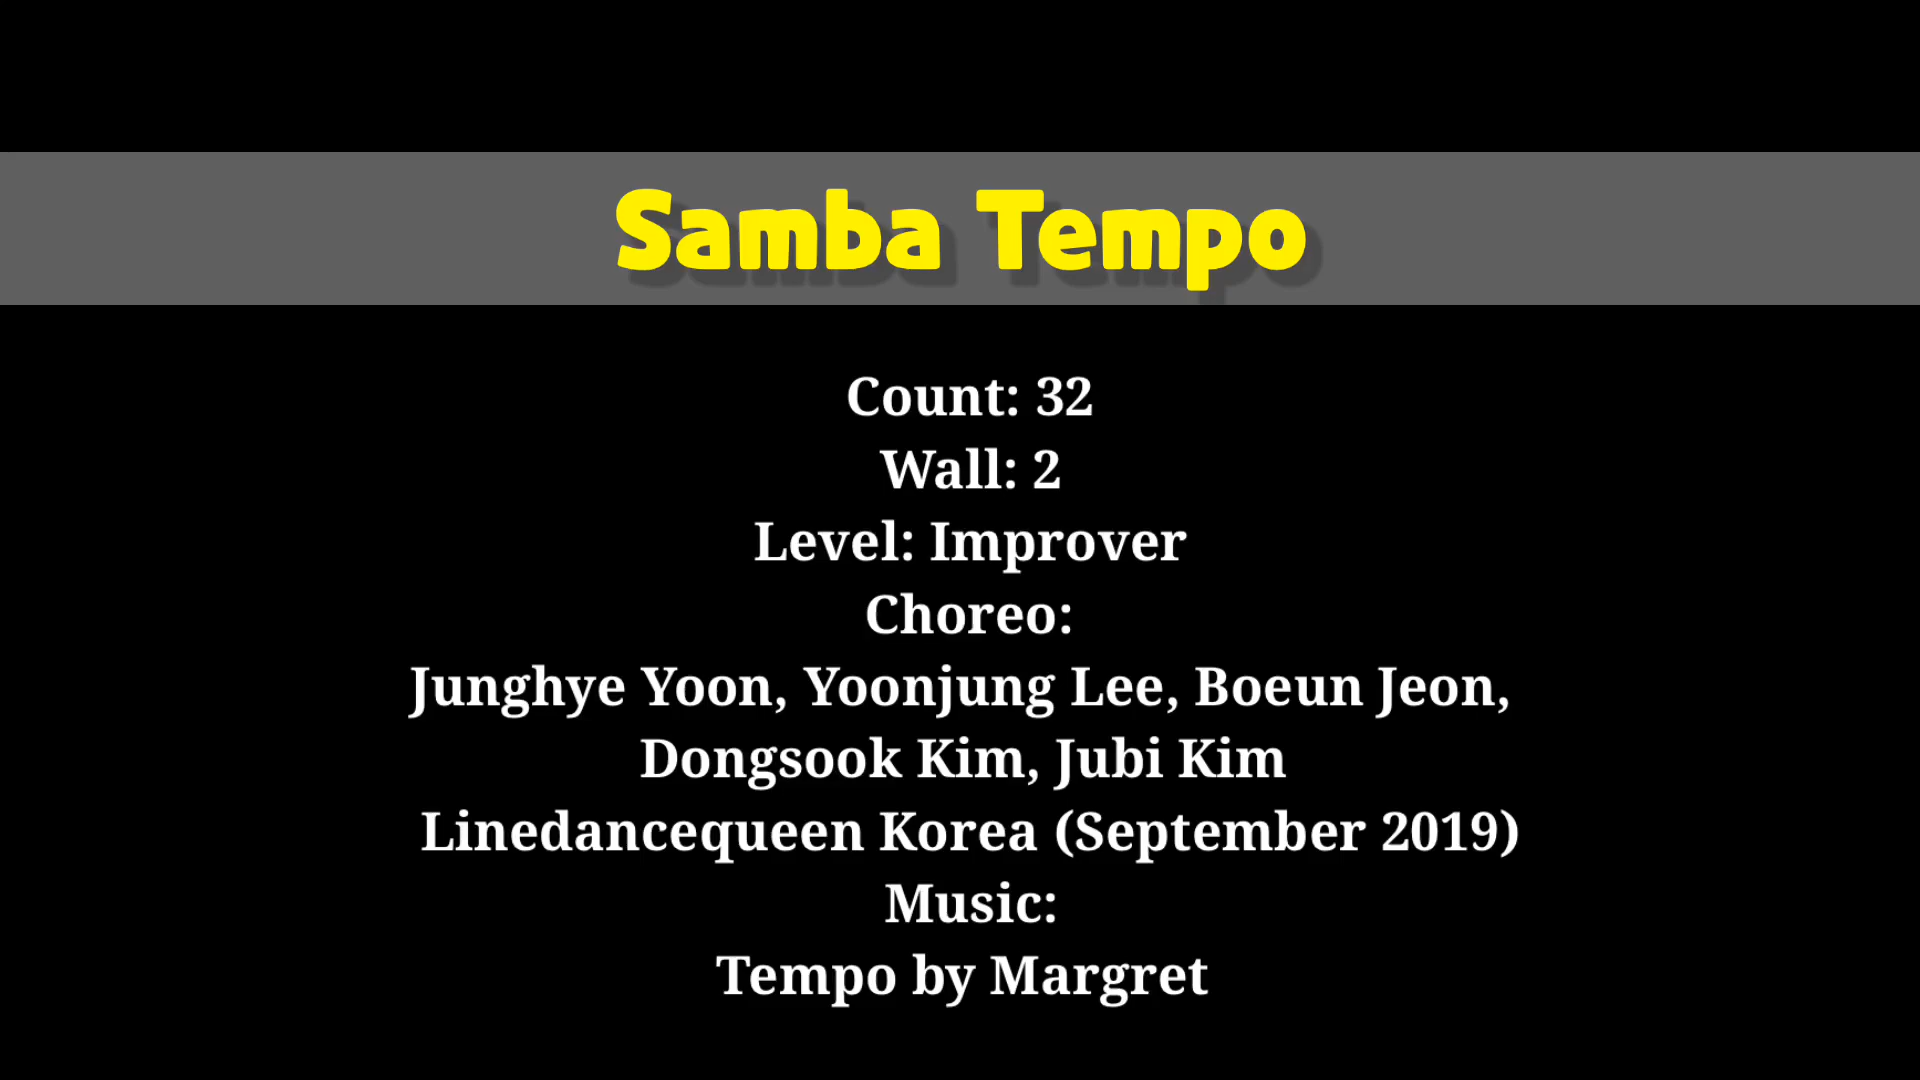 Samba Tempo
Count: 32
Wall: 2
Level: Improver
Choreo:
Junghye Yoon, Yoonjung Lee, Boeun Jeon,
Dongsook Kim, Jubi Kim
Linedancequeen Korea (September 2019)
Music:
Tempo by Margret